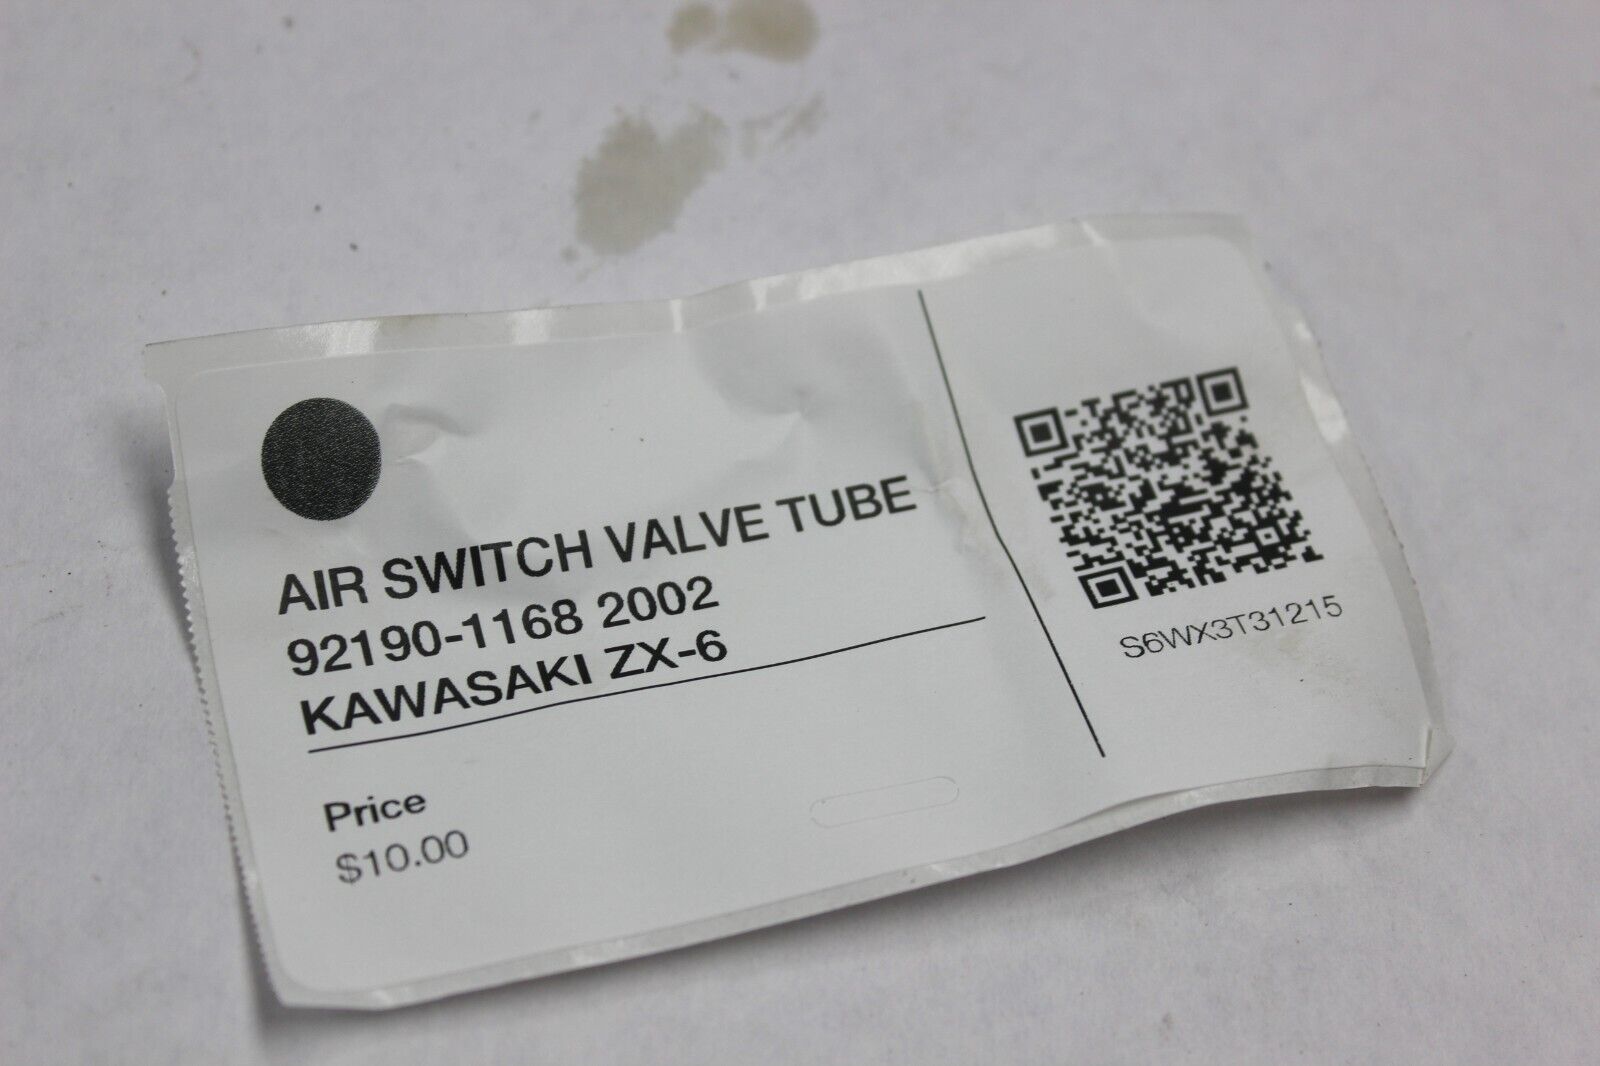 AIR SWITCH VALVE TUBE
92190-1168 2002
KAWASAKI ZX-6
Price
$10.00
S6WX3T31215